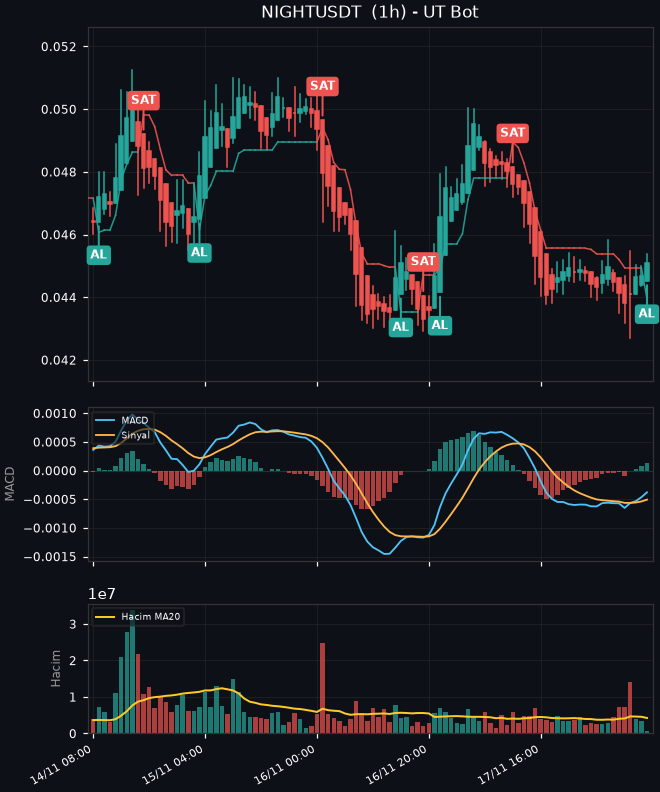 NIGHTUSDT (1h) - UT Bot
0.052
0.050
0.048
0.046
0.044
0.042
SAT
SAT
SAT
SAT
AL
AL
AL
AL
AL
MACD
0.0010
0.0005
0.0000
−0.0005
−0.0010
−0.0015
MACD
Sinyal
1e7
Hacim
3
2
1
0
Hacim MA20
14/11 08:00
15/11 04:00
16/11 00:00
16/11 20:00
17/11 16:00